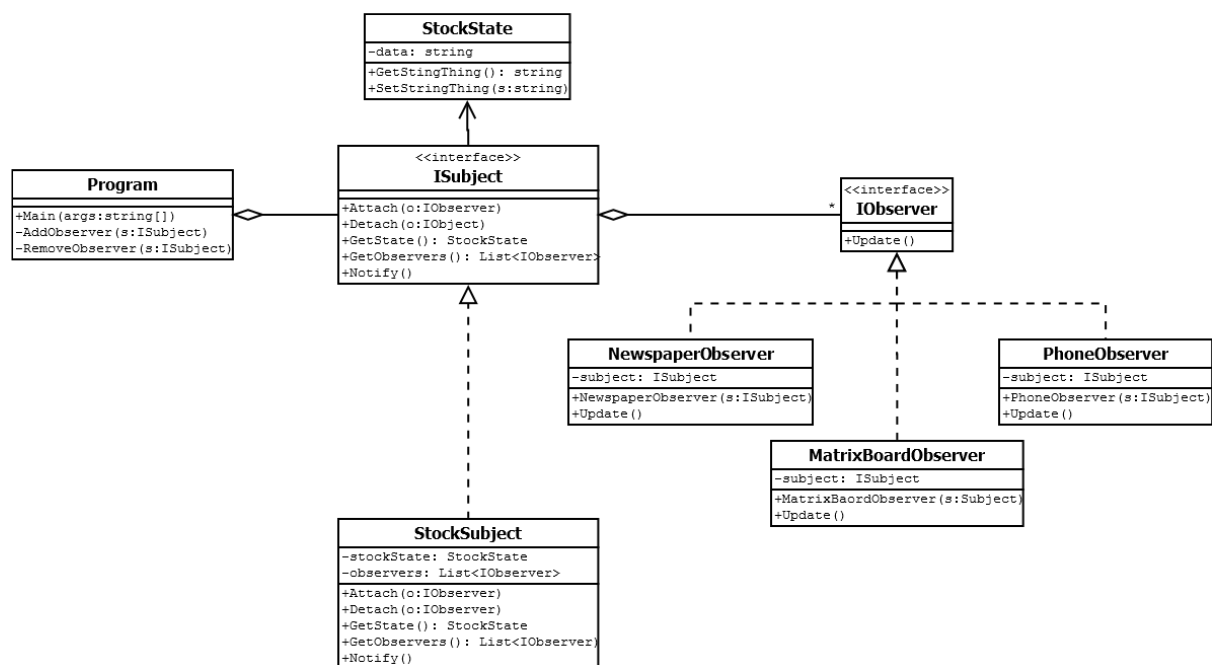 StockState
-data: string
+GetStingThing(): string
+SetStringThing(s:string)
<<interface>>
ISubject
+Attach(o:IObserver)
+Detach(o:IObject)
+GetState(): StockState
+GetObservers(): List<IObserver>
+Notify()
Program
+Main(args:string[])
-AddObserver(s:ISubject)
-RemoveObserver(s:ISubject)
*
<<interface>>
IObserver
+Update()
NewspaperObserver
-subject: ISubject
+NewspaperObserver(s:ISubject)
+Update()
PhoneObserver
-subject: ISubject
+PhoneObserver(s:ISubject)
+Update()
MatrixBoardObserver
-subject: ISubject
+MatrixBaordObserver(s:Subject)
+Update()
StockSubject
-stockState: StockState
-observers: List<IObserver>
+Attach(o:IObserver)
+Detach(o:IObserver)
+GetState(): StockState
+GetObservers(): List<IObserver)
+Notify()